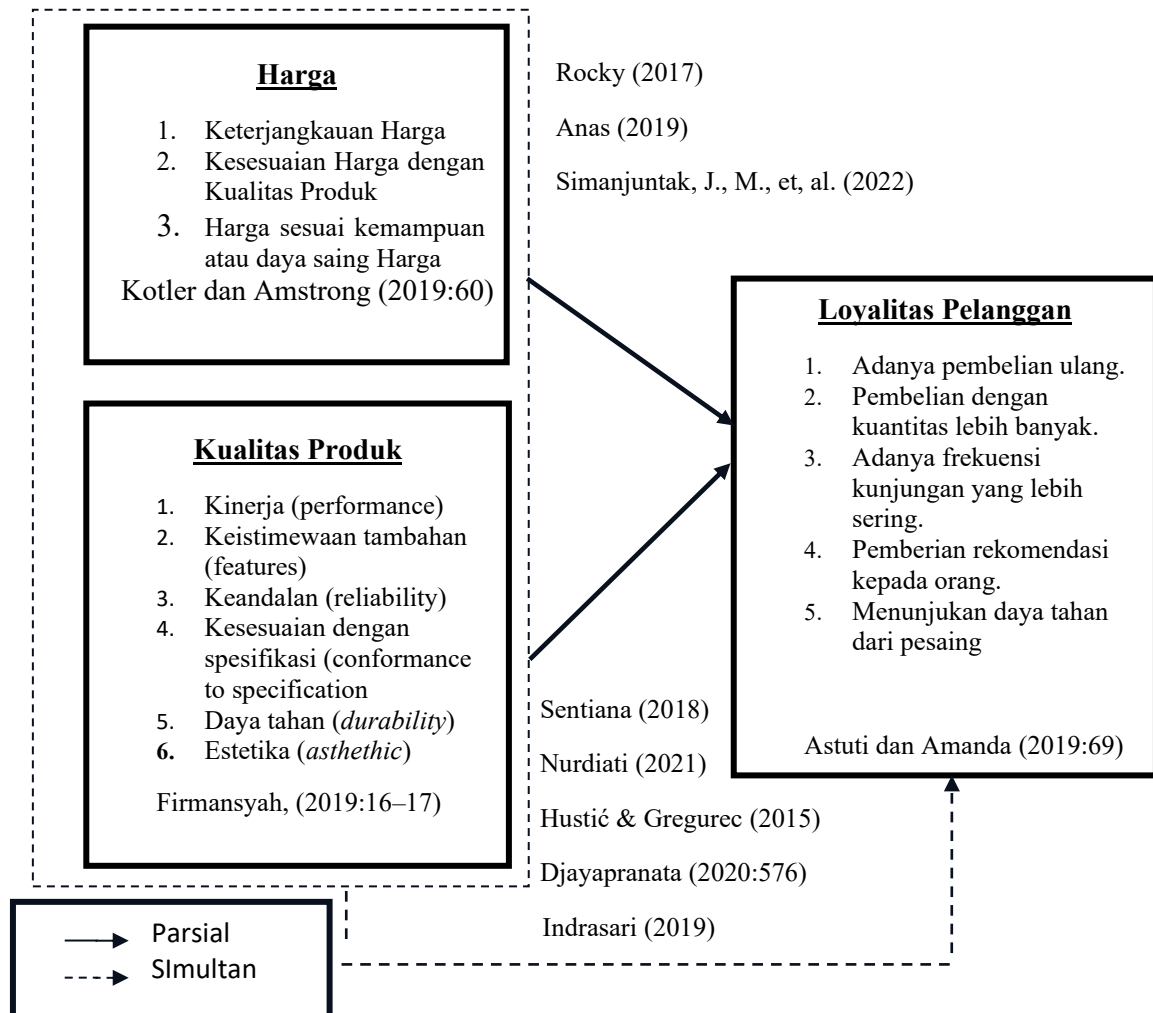 Harga
1. Keterjangkauan Harga
2. Kesesuaian Harga dengan
Kualitas Produk
3. Harga sesuai kemampuan
atau daya saing Harga
Kotler dan Amstrong (2019:60)
Rocky (2017)
Anas (2019)
Simanjuntak, J., M., et, al. (2022)
Kualitas Produk
1. Kinerja (performance)
2. Keistimewaan tambahan
(features)
3. Keandalan (reliability)
4. Kesesuaian dengan
spesifikasi (conformance
to specification
5. Daya tahan (durability)
6. Estetika (asthethic)
Firmansyah, (2019:16–17)
Loyalitas Pelanggan
1. Adanya pembelian ulang.
2. Pembelian dengan
kuantitas lebih banyak.
3. Adanya frekuensi
kunjungan yang lebih
sering.
4. Pemberian rekomendasi
kepada orang.
5. Menunjukan daya tahan
dari pesaing
Astuti dan Amanda (2019:69)
Sentiana (2018)
Nurdiati (2021)
Hustić & Gregurec (2015)
Djayapranata (2020:576)
Indrasari (2019)
Parsial
SImultan